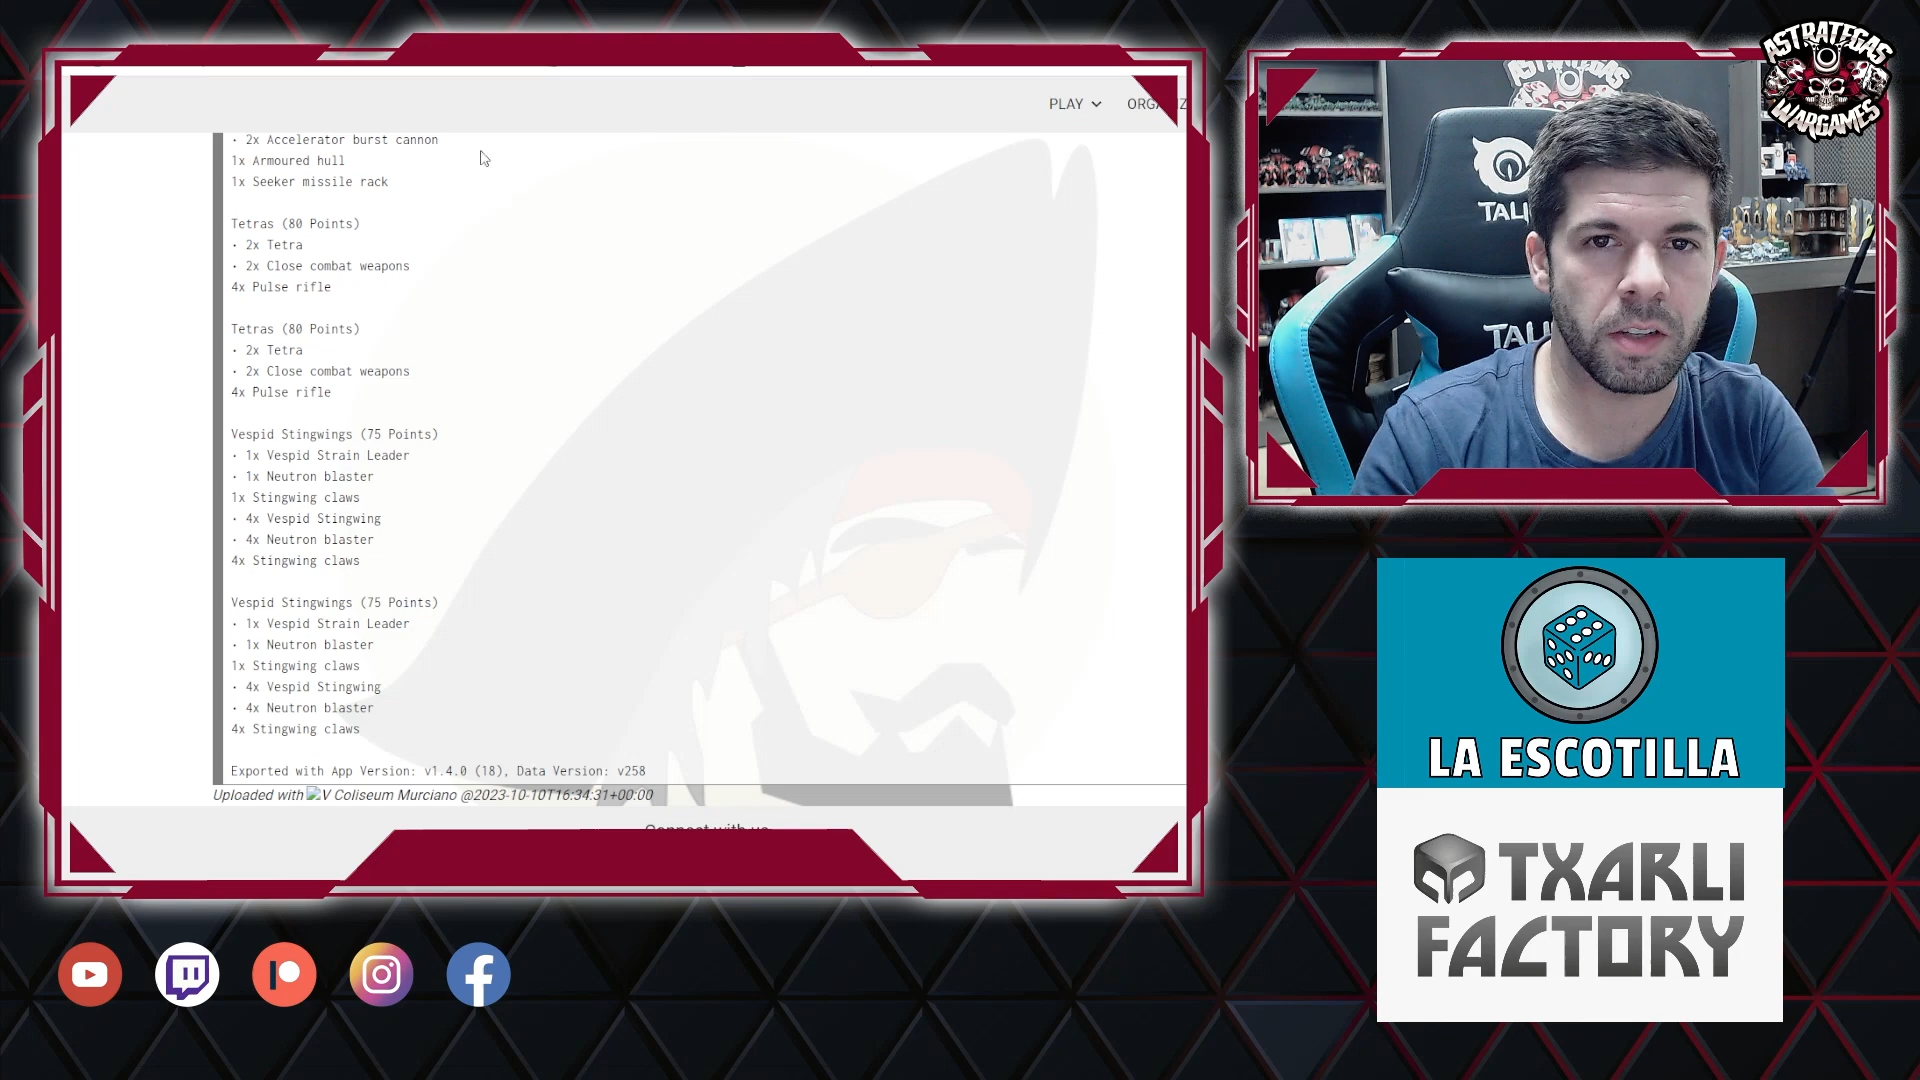 PLAY
· 2x Accelerator burst cannon
1x Armoured hull
1x Seeker missile rack
Tetras (80 Points)
· 2x Tetra
· 2x Close combat weapons
4x Pulse rifle
Tetras (80 Points)
· 2x Tetra
· 2x Close combat weapons
4x Pulse rifle
Vespid Stingwings (75 Points)
· 1x Vespid Strain Leader
· 1x Neutron blaster
1x Stingwing claws
· 4x Vespid Stingwing
· 4x Neutron blaster
4x Stingwing claws
Vespid Stingwings (75 Points)
· 1x Vespid Strain Leader
· 1x Neutron blaster
1x Stingwing claws
· 4x Vespid Stingwing
· 4x Neutron blaster
4x Stingwing claws
Exported with App Version: v1.4.0 (18), Data Version: v258
Uploaded with V Coliseum Murciano @2023-10-10T16:34:31+00:00
Connect with us
ASTRATEGAS
WARGAMES
LA ESCOTILLA
TXARLI
FACTORY